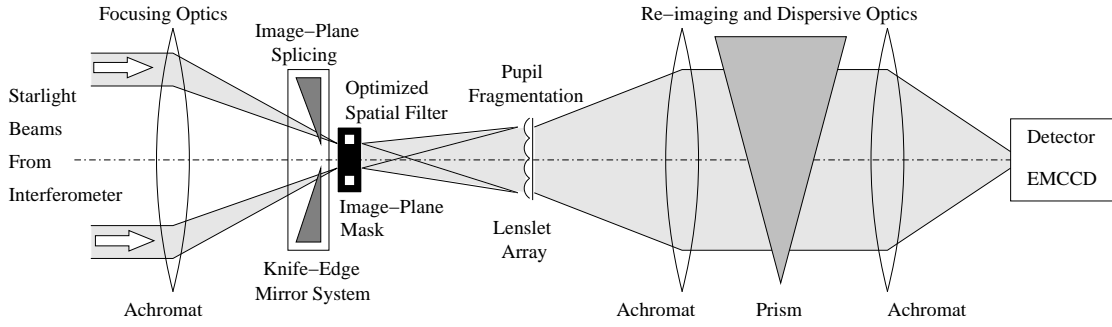 Focusing Optics
Image−Plane
Splicing
Optimized
Spatial Filter
Pupil
Fragmentation
Re−imaging and Dispersive Optics
Starlight
Beams
From
Interferometer
Detector
EMCCD
Image−Plane
Mask
Lenslet
Array
Knife−Edge
Mirror System
Achromat
Achromat
Prism
Achromat